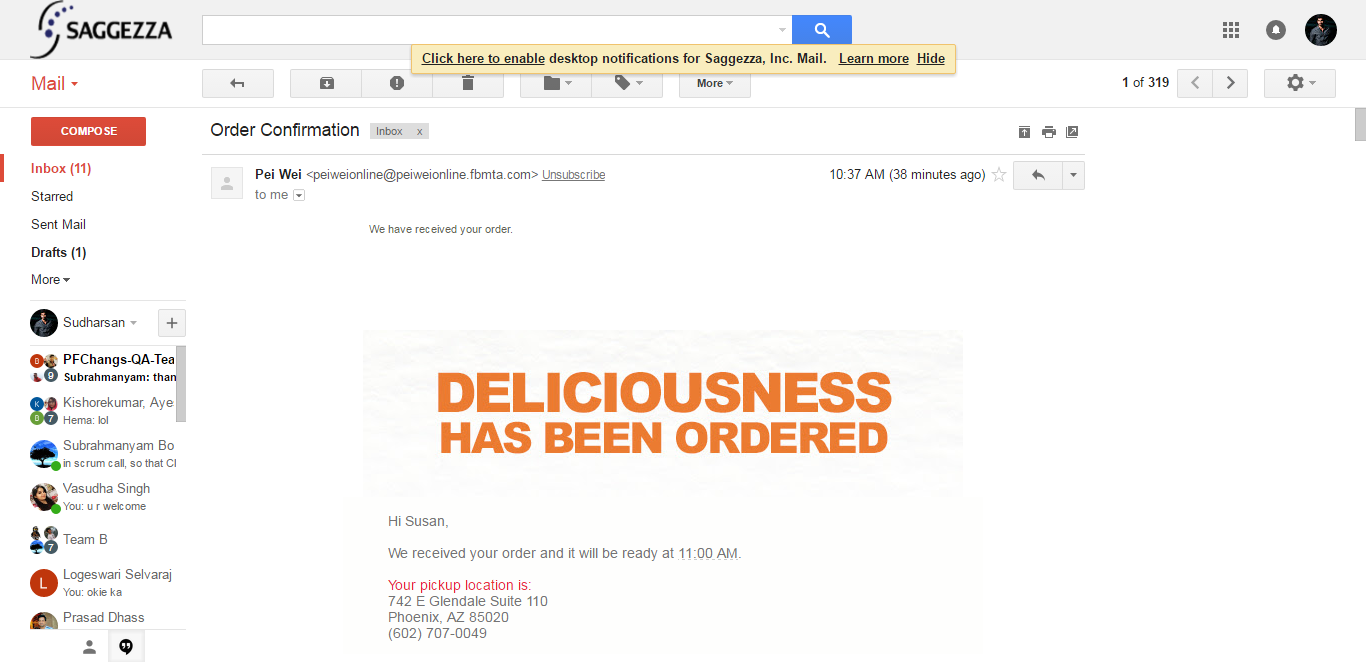 SAGGEZZA
Click here to enable desktop notifications for Saggezza, Inc. Mail. Learn more Hide
Mail
More
1 of 319
COMPOSE
Inbox (11)
Starred
Sent Mail
Drafts (1)
More
Sudharsan
PFChangs-QA-Tea
9
Subrahmanyam: than
K
Kishorekumar, Aye
7
Hema: lol
Subrahmanyam Bo
in scrum call, so that Cl
Vasudha Singh
You: u r welcome
7
Team B
L
Logeswari Selvaraj
You: okie ka
Prasad Dhass
Order Confirmation
Inbox x
Pei Wei <peiweionline@peiweionline.fbmta.com> Unsubscribe
10:37 AM (38 minutes ago)
to me
We have received your order.
DELICIOUSNESS
HAS BEEN ORDERED
Hi Susan,
We received your order and it will be ready at 11:00 AM.
Your pickup location is:
742 E Glendale Suite 110
Phoenix, AZ 85020
(602) 707-0049